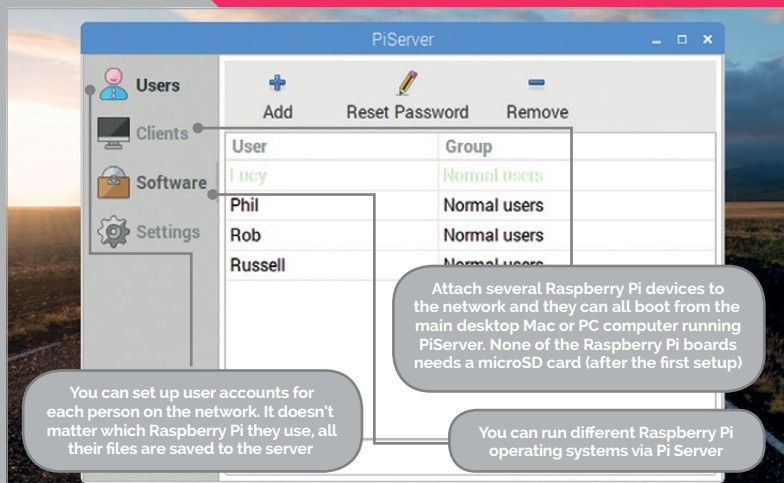 PiServer
Users
Clients
Software
Settings
Add Reset Password Remove
User Group
Lucy Normal users
Phil Normal users
Rob Normal users
Russell Normal users
Attach several Raspberry Pi devices to
the network and they can all boot from the
main desktop Mac or PC computer running
PiServer. None of the Raspberry Pi boards
needs a microSD card (after the first setup)
You can set up user accounts for
each person on the network. It doesn't
matter which Raspberry Pi they use, all
their files are saved to the server
You can run different Raspberry Pi
operating systems via Pi Server